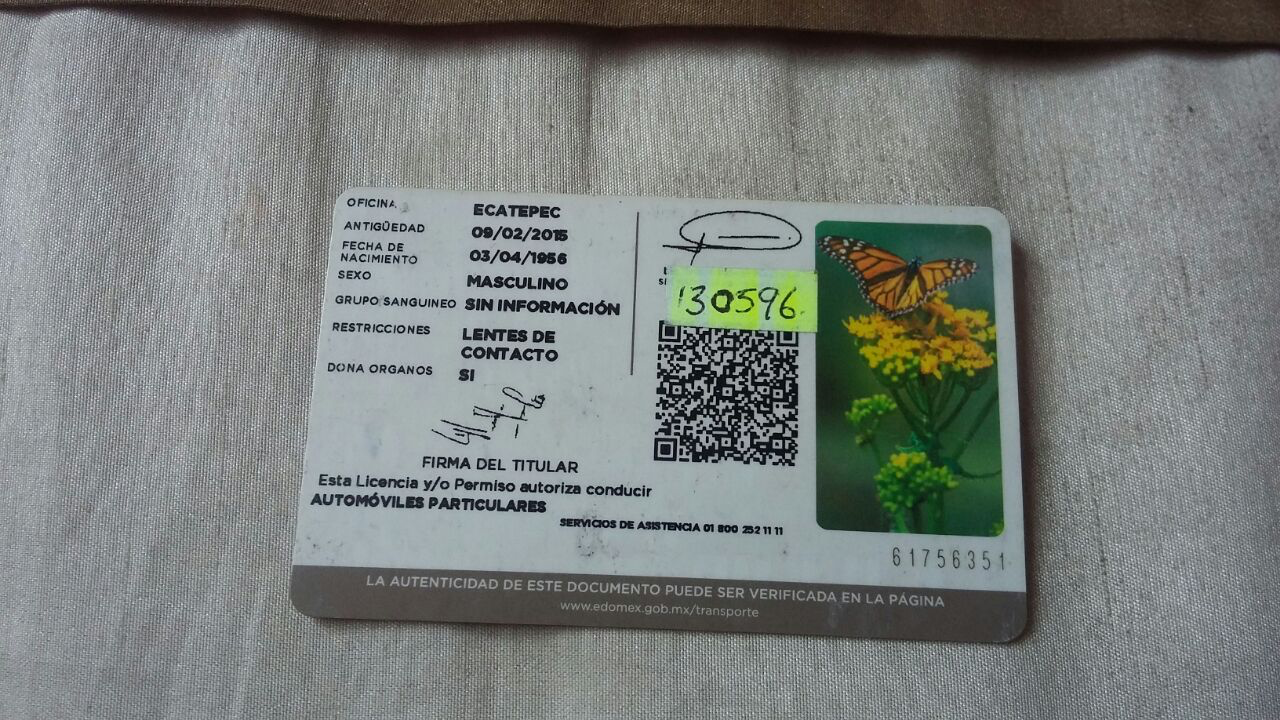 OFICINA ECATEPEC
ANTIGÜEDAD 09/02/2015
FECHA DE
NACIMIENTO 03/04/1956
SEXO MASCULINO
GRUPO SANGUINEO SIN INFORMACIÓN
RESTRICCIONES LENTES DE
CONTACTO
DONA ORGANOS SI
FIRMA DEL TITULAR
Esta Licencia y/o Permiso autoriza conducir
AUTOMÓVILES PARTICULARES
SERVICIOS DE ASISTENCIA 01 800 252 11 11
130596.
61756351
LA AUTENTICIDAD DE ESTE DOCUMENTO PUEDE SER VERIFICADA EN LA PÁGINA
www.edomex.gob.mx/transporte